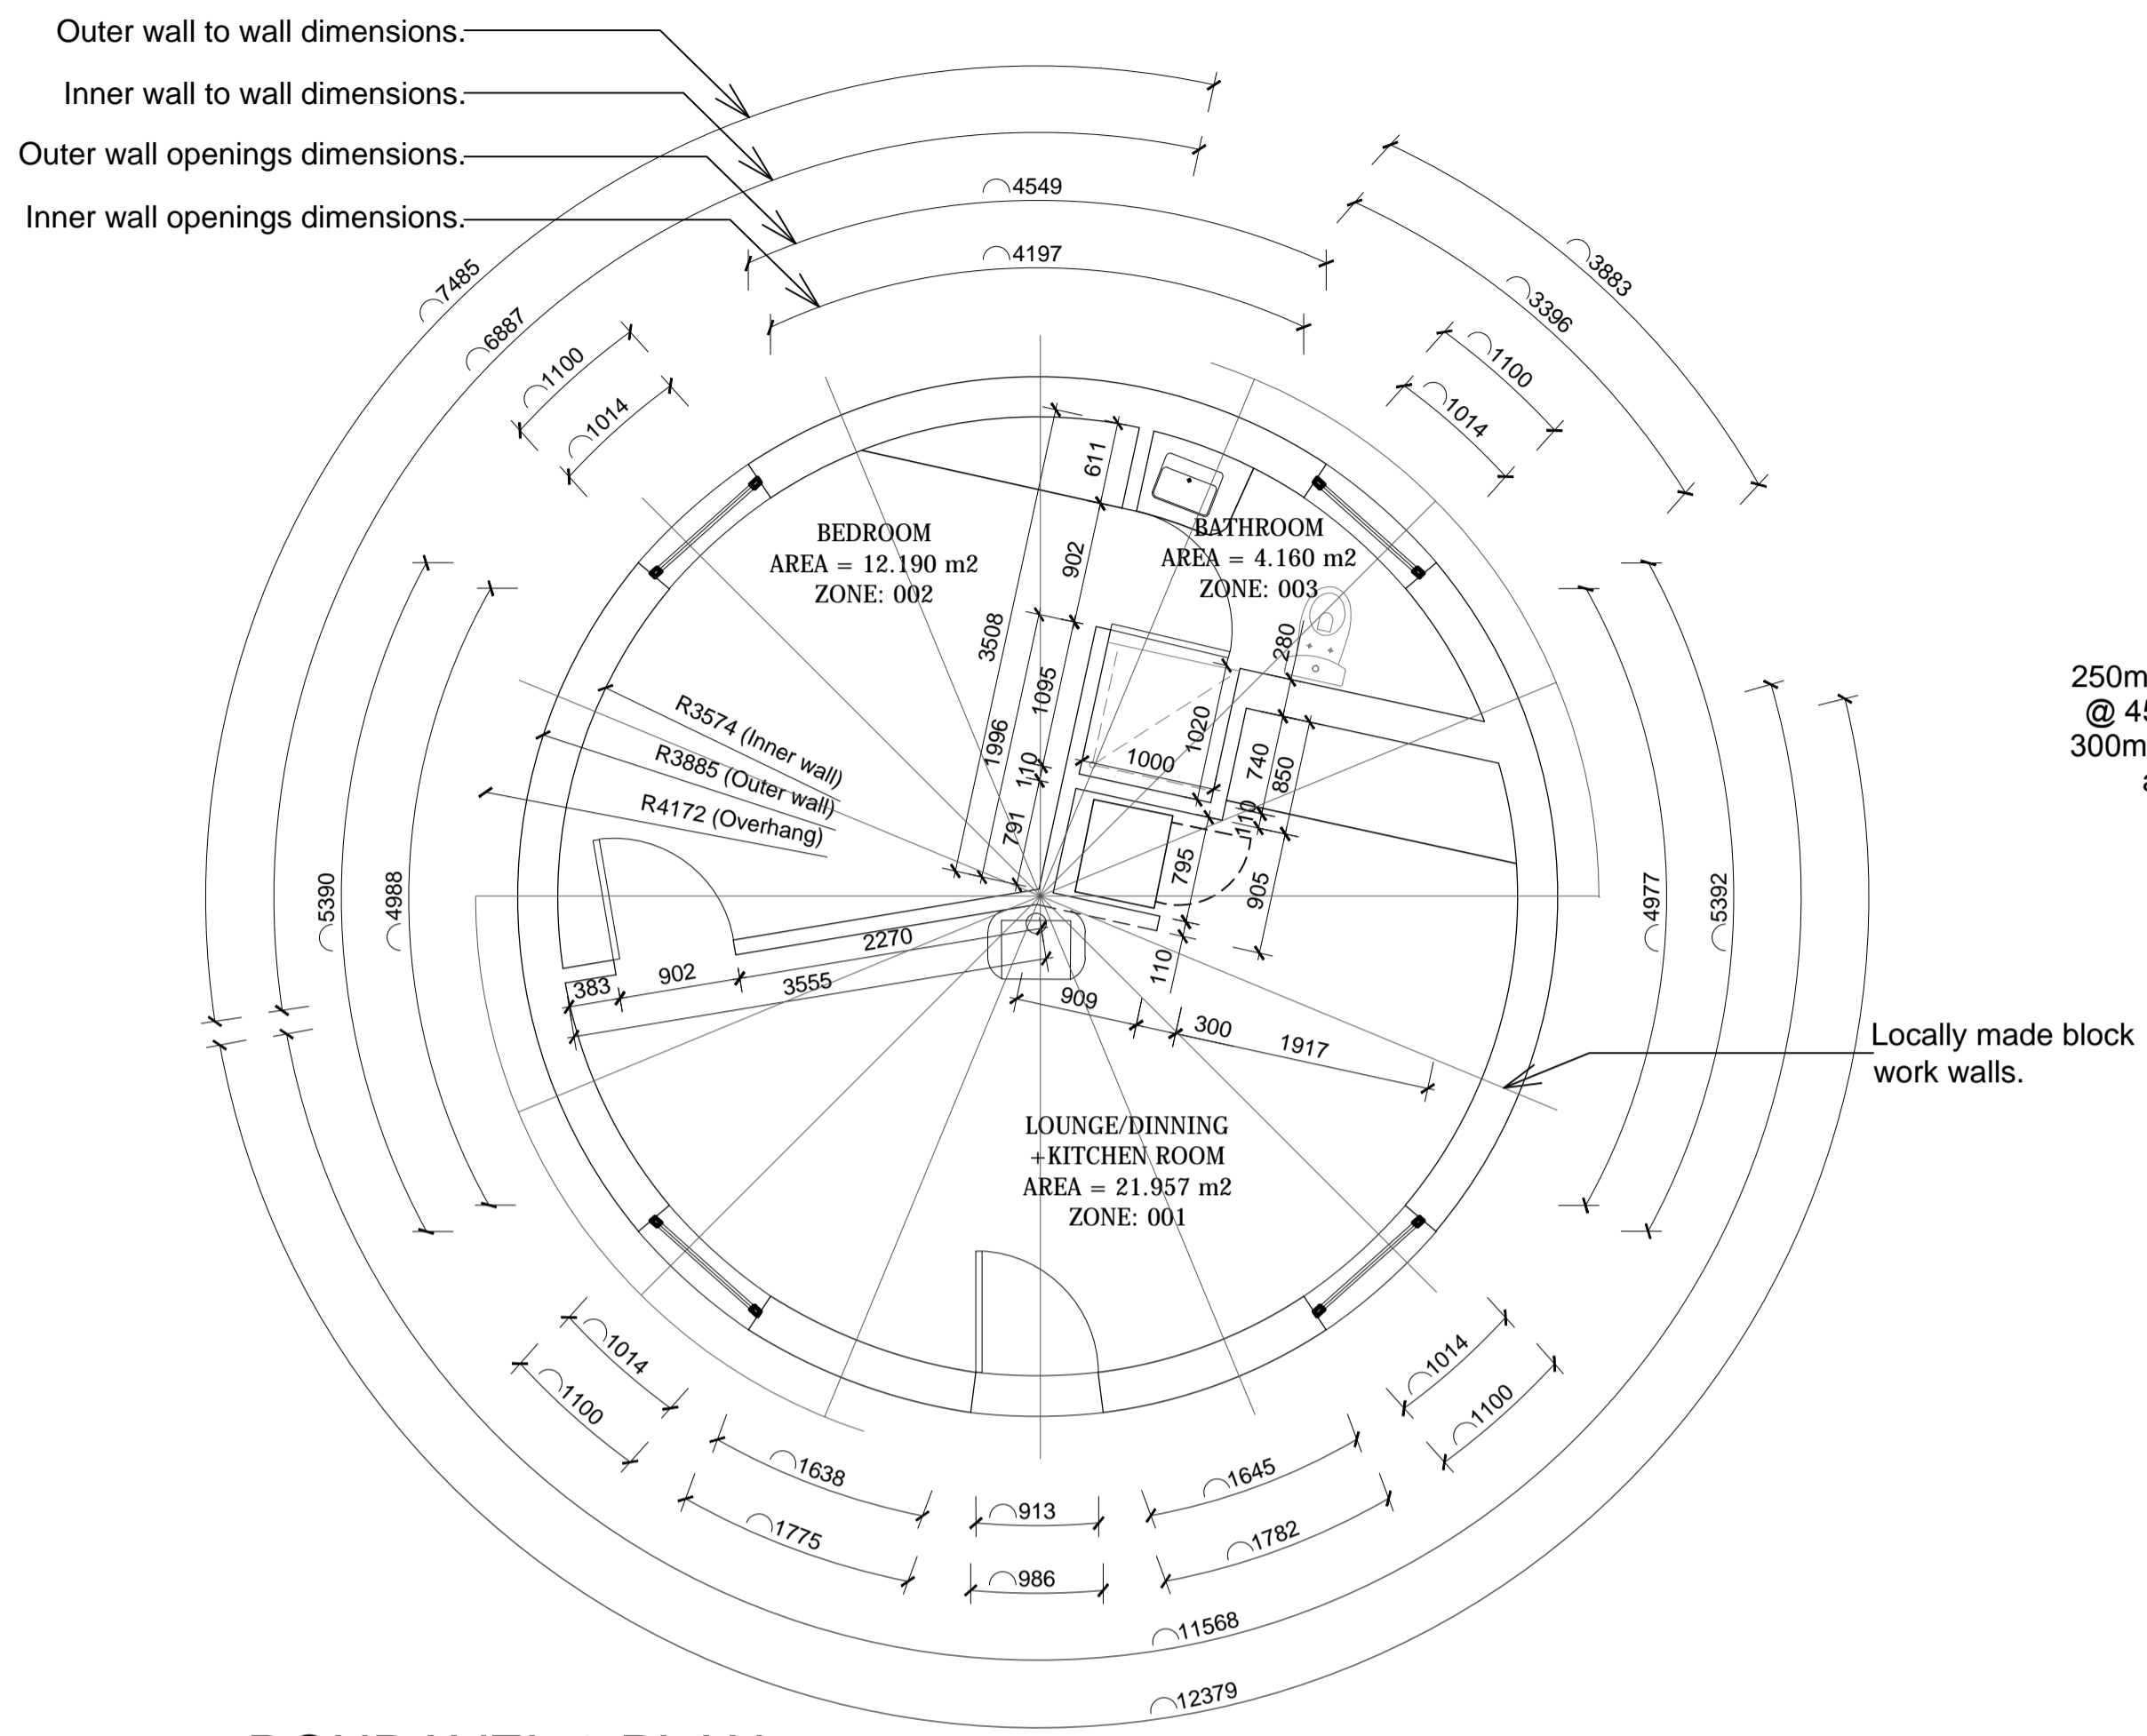 Outer wall to wall dimensions.
Inner wall to wall dimensions.
Outer wall openings dimensions.
Inner wall openings dimensions.
4549
4197
7485
6887
1100
1014
3883
3396
1100
1014
611
902
3508
1095
1996
110
791
BEDROOM
AREA = 12.190 m2
ZONE: 002
BATHROOM
AREA = 4.160 m2
ZONE: 003
280
1020
1000
740
850
110
795
905
110
R3574 (Inner wall)
R3885 (Outer wall)
R4172 (Overhang)
5390
4988
4977
5392
2270
902
383
3555
909
300
1917
250m
@ 45
300m
Locally made block
work walls.
LOUNGE/DINNING
+KITCHEN ROOM
AREA = 21.957 m2
ZONE: 001
1014
1100
1638
1775
913
986
1645
1782
1014
1100
11568
12379